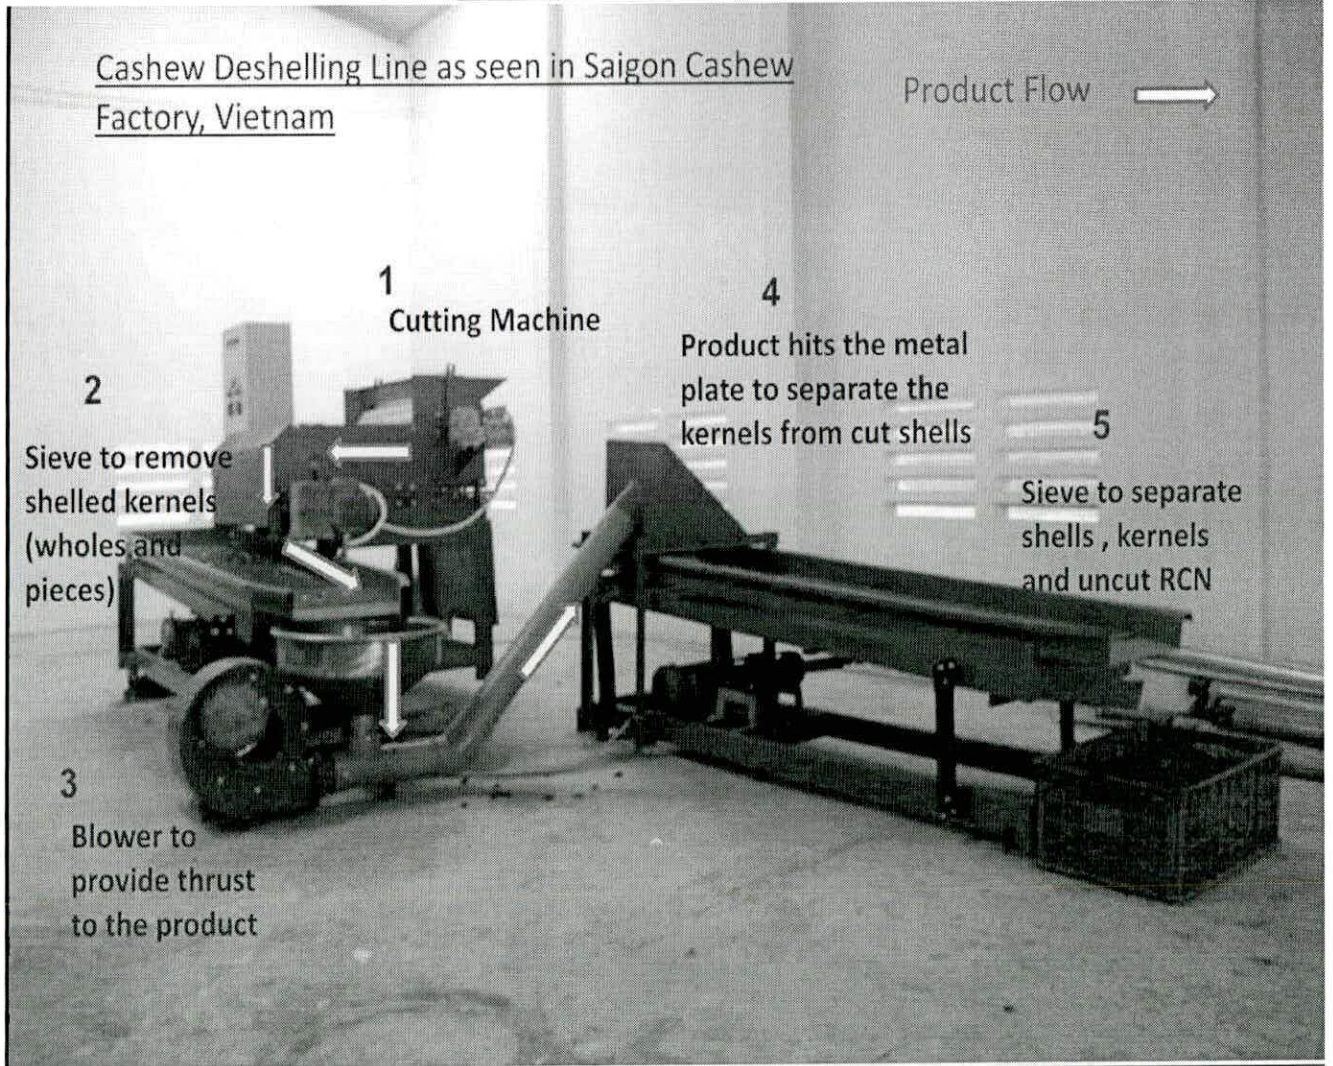 Cashew Deshelling Line as seen in Saigon Cashew
Factory, Vietnam
Product Flow
1
Cutting Machine
2
Sieve to remove
shelled kernels
(wholes and
pieces)
3
Blower to
provide thrust
to the product
4
Product hits the metal
plate to separate the
kernels from cut shells
5
Sieve to separate
shells , kernels
and uncut RCN